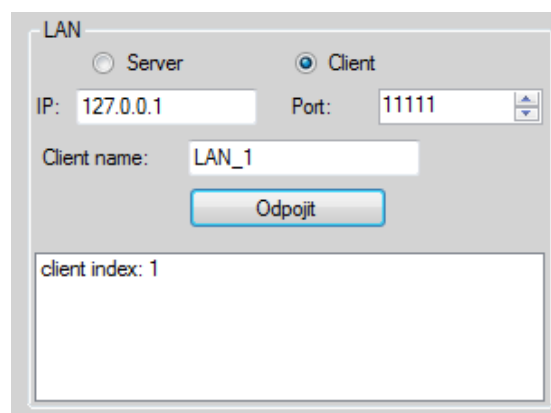 LAN
Server Client
IP: 127.0.0.1 Port: 11111
Client name: LAN_1
Odpojit
client index: 1